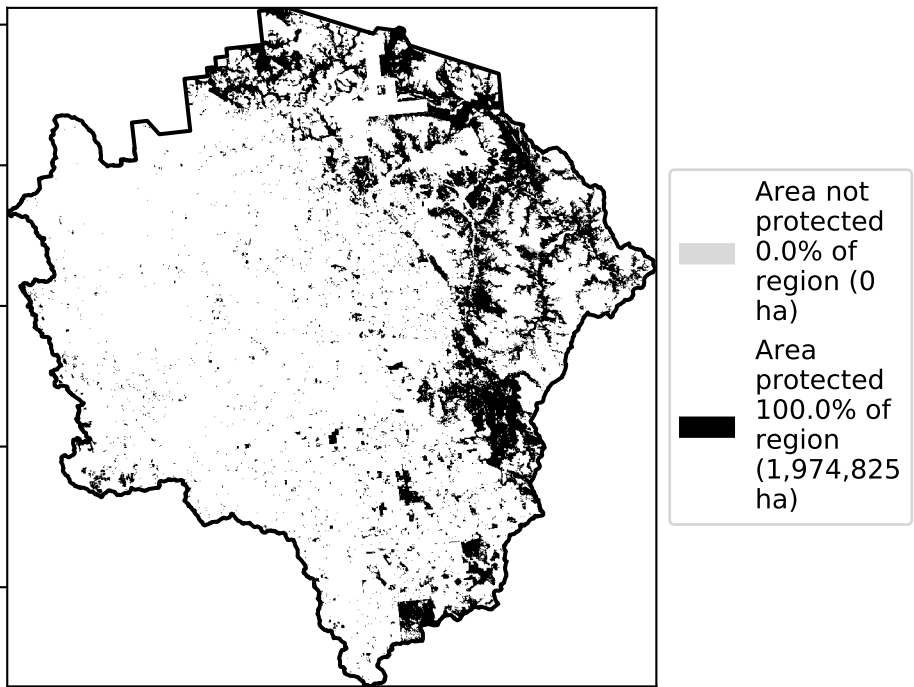 Area not
protected
0.0% of
region (0
ha)
Area
protected
100.0% of
region
(1,974,825
ha)